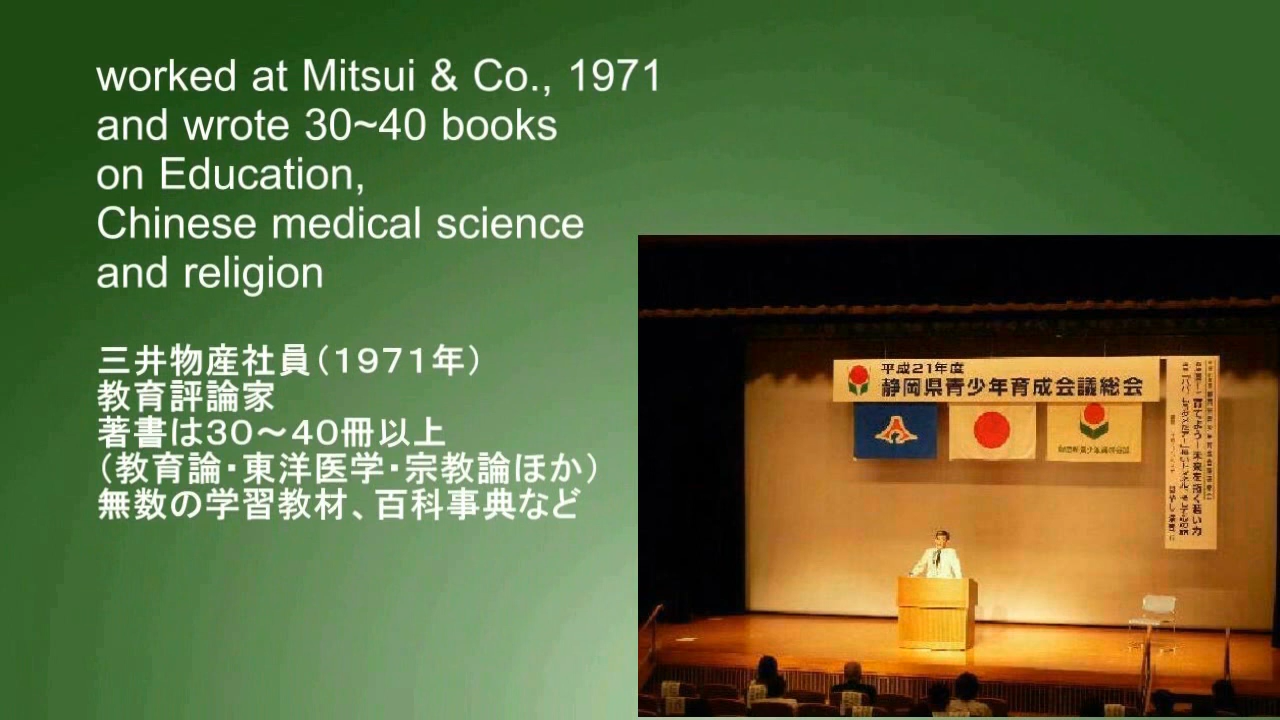 worked at Mitsui & Co., 1971
and wrote 30~40 books
on Education,
Chinese medical science
and religion
三井物産社員（１９７１年）
教育評論家
著書は３０～４０冊以上
（教育論・東洋医学・宗教論ほか）
無数の学習教材、百科事典など
平成21年度
静岡県青少年育成会議総会